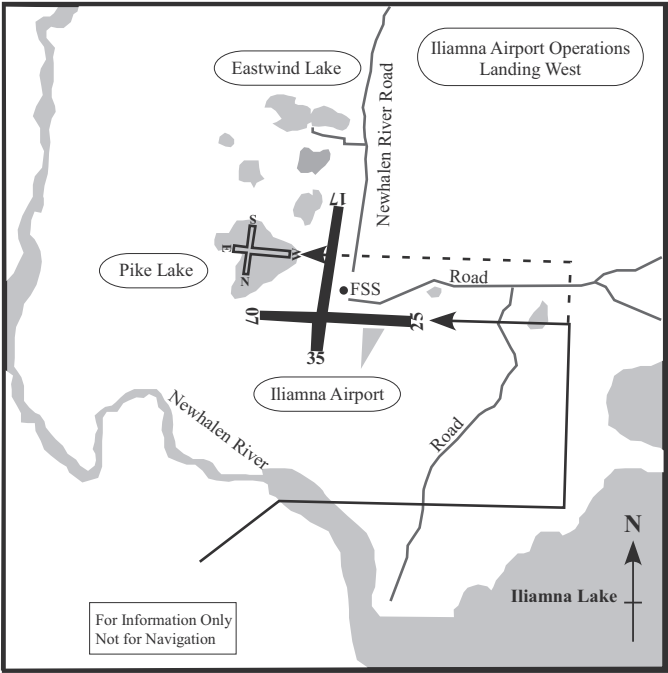 Iliamna Airport Operations
Landing West
Eastwind Lake
Newhalen River Road
17
S
E
W
N
Pike Lake
FSS
Road
07
25
35
Iliamna Airport
Newhalen River
Road
N
Iliamna Lake
For Information Only
Not for Navigation